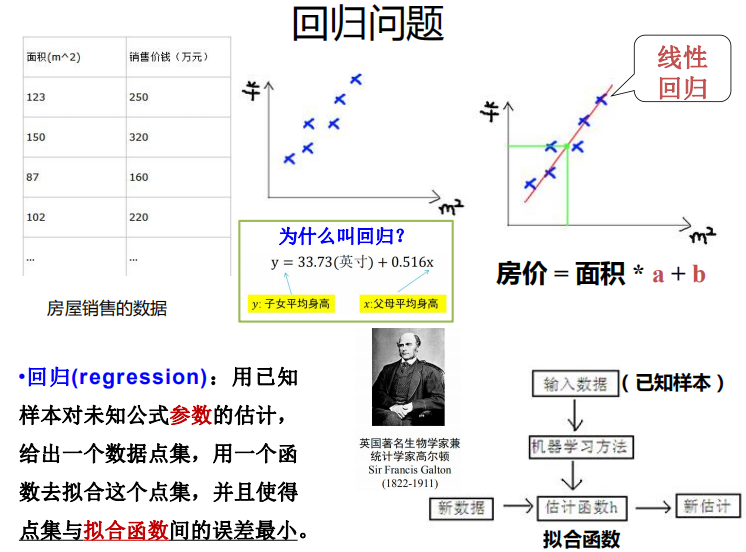 回归问题
面积(m^2) 销售价钱（万元）
123 250
150 320
87 160
102 220
... ...
房屋销售的数据
m²
m²
线性
回归
房价 = 面积 * a + b
为什么叫回归？
y = 33.73(英寸) + 0.516x
y: 子女平均身高
x:父母平均身高
•回归(regression)：用已知
样本对未知公式参数的估计，
给出一个数据点集，用一个函
数去拟合这个点集，并且使得
点集与拟合函数间的误差最小。
英国著名生物学家兼
统计学家高尔顿
Sir Francis Galton
(1822-1911)
输入数据 （已知样本）
机器学习方法
新数据 估计函数h 新估计
拟合函数